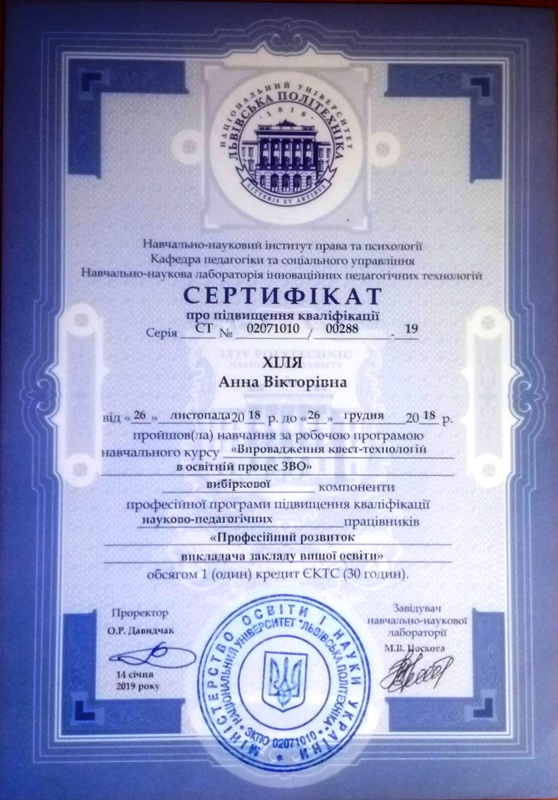 НАЦІОНАЛЬНИЙ УНІВЕРСИТЕТ
ЛЬВІВСЬКА ПОЛІТЕХНІКА
1816
LITTERIS ET ARTIBUS
Навчально-науковий інститут права та психології
Кафедра педагогіки та соціального управління
Навчально-наукова лабораторія інноваційних педагогічних технологій
СЕРТИФІКАТ
про підвищення кваліфікації
Серія СТ № 02071010 / 00288 - 19
LVIV POLYTECHNIC
ХІЛЯ
Анна Вікторівна
від «26» листопада 2018 р. до «26» грудня 2018 р.
пройшов(ла) навчання за робочою програмою
навчального курсу «Впровадження квест-технологій
в освітній процес ЗВО»
вибіркової компоненти
професійної програми підвищення кваліфікації
науково-педагогічних працівників
«Професійний розвиток
викладача закладу вищої освіти»
обсягом 1 (один) кредит ЄКТС (30 годин).
Проректор
О.Р. Давидчак
14 січня
2019 року
Завідувач
навчально-наукової
лабораторії
М.В.
МІНІСТЕРСТВО ОСВІТИ І НАУКИ УКРАЇНИ
НАЦІОНАЛЬНИЙ УНІВЕРСИТЕТ "ЛЬВІВСЬКА ПОЛІТЕХНІКА"
ЗКПО 02071010